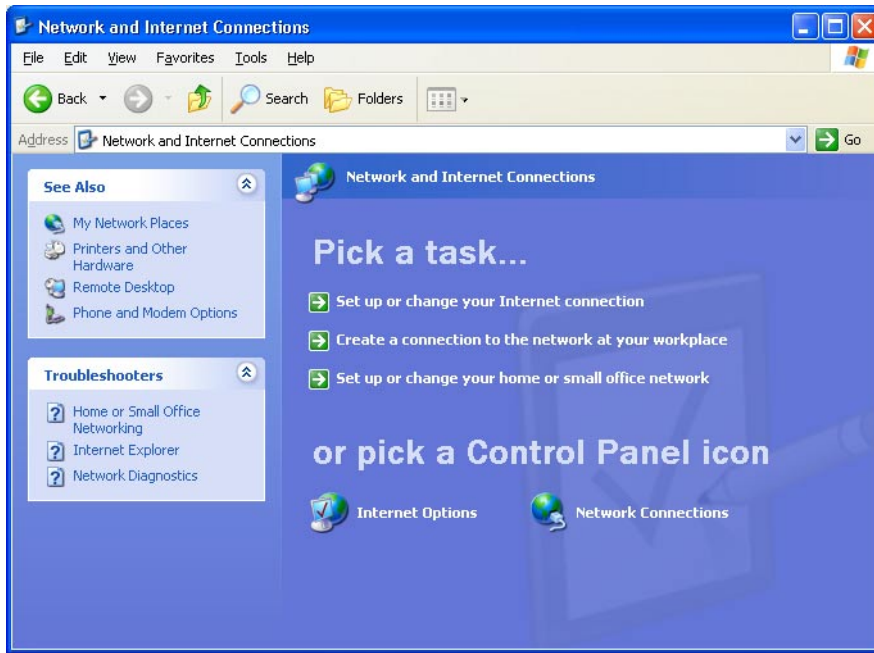 Network and Internet Connections
File Edit View Favorites Tools Help
Back Search Folders
Address Network and Internet Connections Go
See Also
My Network Places
Printers and Other
Hardware
Remote Desktop
Phone and Modem Options
Troubleshooters
Home or Small Office
Networking
Internet Explorer
Network Diagnostics
Network and Internet Connections
Pick a task...
Set up or change your Internet connection
Create a connection to the network at your workplace
Set up or change your home or small office network
or pick a Control Panel icon
Internet Options Network Connections